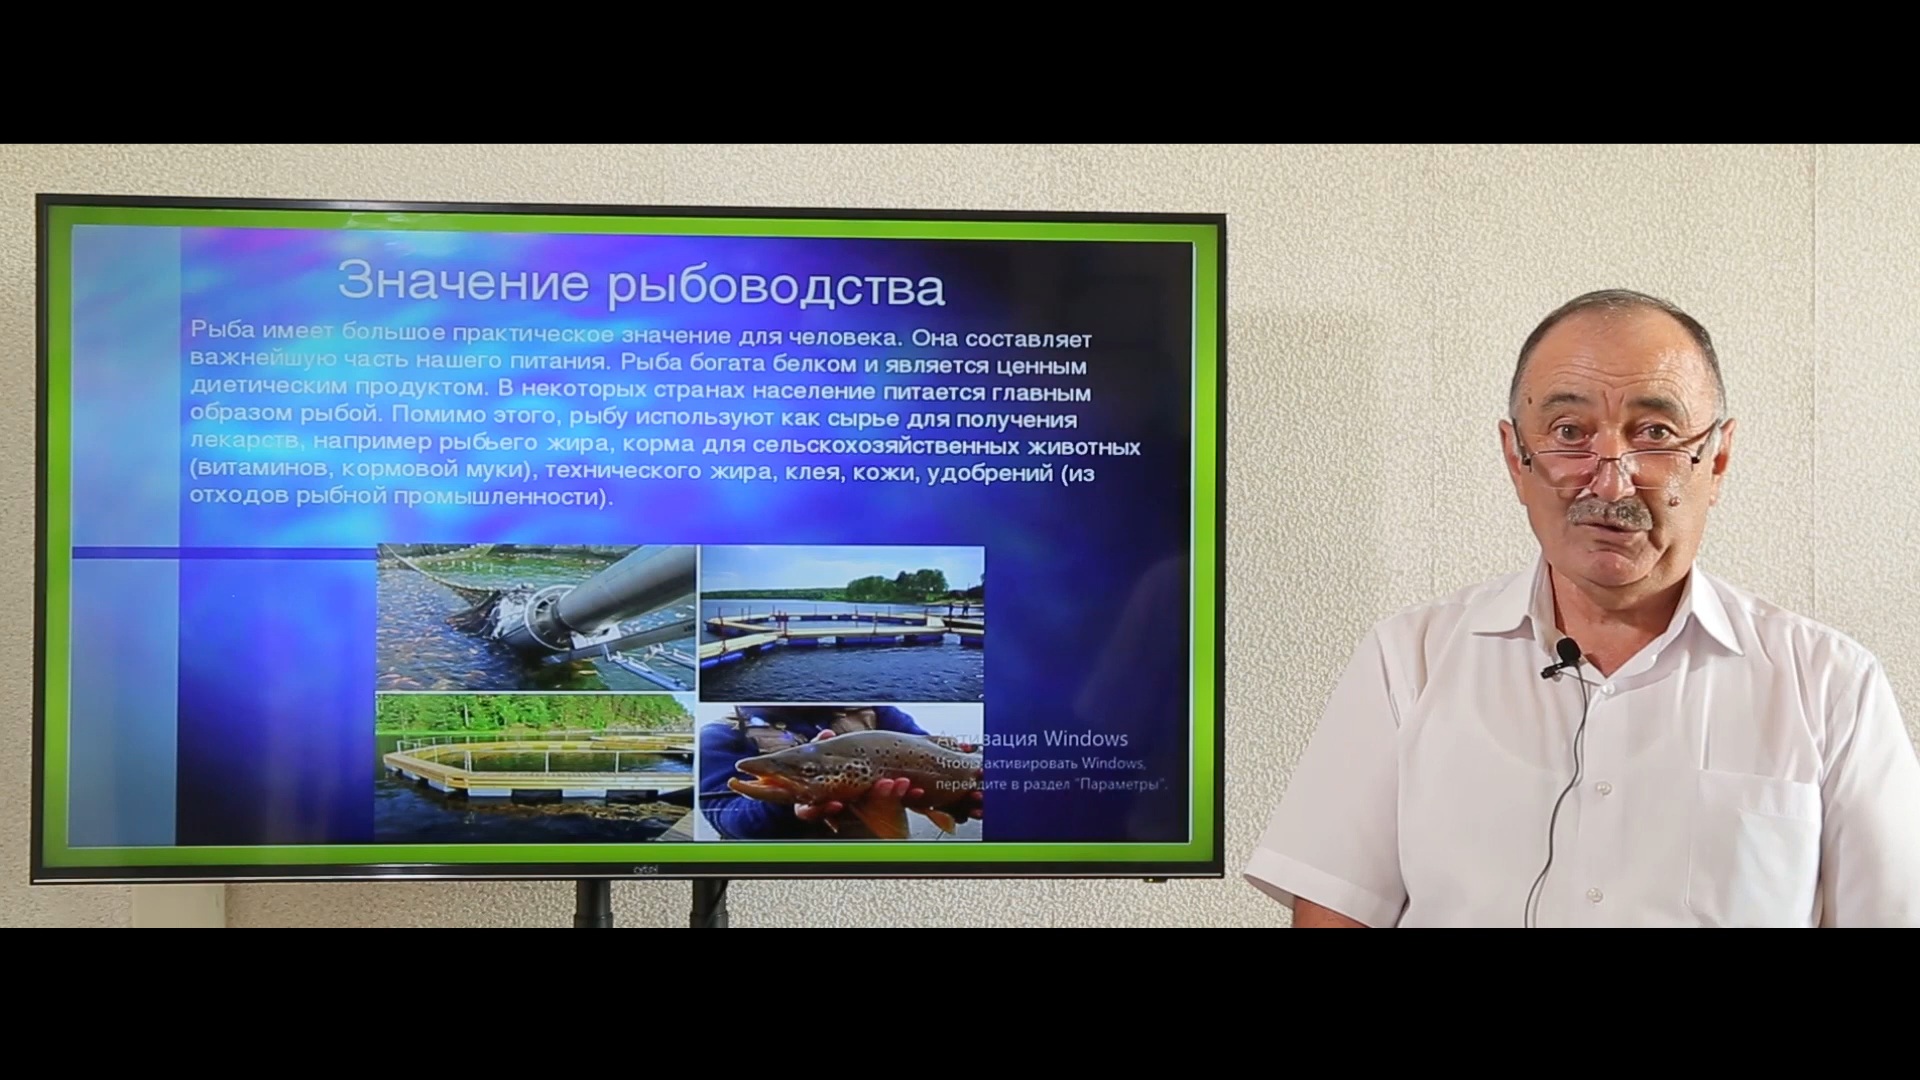 Значение рыбоводства
Рыба имеет большое практическое значение для человека. Она составляет
важнейшую часть нашего питания. Рыба богата белком и является ценным
диетическим продуктом. В некоторых странах население питается главным
образом рыбой. Помимо этого, рыбу используют как сырье для получения
лекарств, например рыбьего жира, корма для сельскохозяйственных животных
(витаминов, кормовой муки), технического жира, клея, кожи, удобрений (из
отходов рыбной промышленности).
Активация Windows
Чтобы активировать Windows,
перейдите в раздел "Параметры".
artel